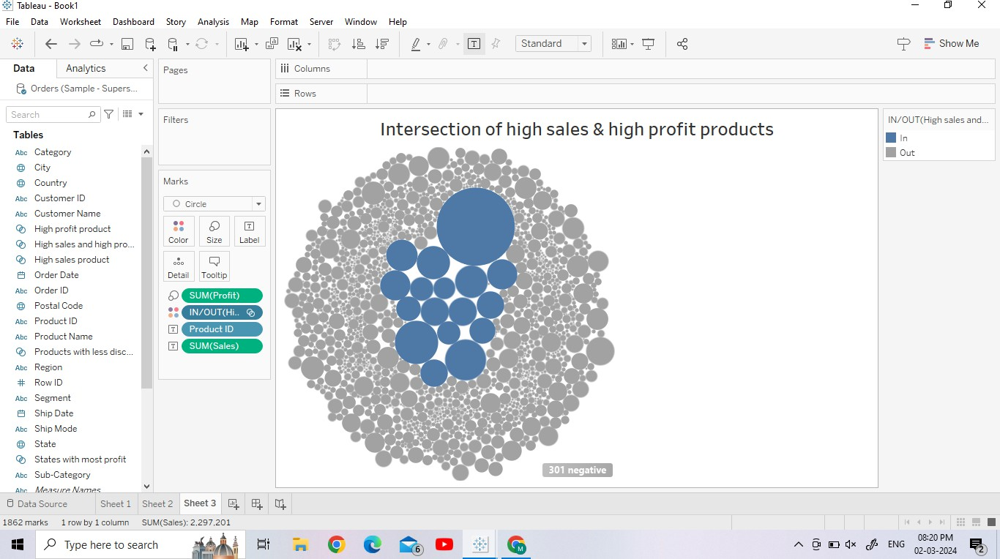 Tableau - Book1
File Data Worksheet Dashboard Story Analysis Map Format Server Window Help
Standard
Show Me
Data Analytics
Pages
Columns
Rows
Orders (Sample - Supers...
Search
Filters
Tables
Abc Category
City
Country
Abc Customer ID
Abc Customer Name
High profit product
High sales and high pro...
High sales product
Order Date
Abc Order ID
Postal Code
Abc Product ID
Abc Product Name
Products with less disc...
Abc Region
Row ID
Abc Segment
Ship Date
Abc Ship Mode
State
States with most profit
Abc Sub-Category
Abc Measure Names
Marks
Circle
Color Size Label
Detail Tooltip
SUM(Profit)
IN/OUT(Hi..
Product ID
SUM(Sales)
Intersection of high sales & high profit products
301 negative
IN/OUT(High sales and...
In
Out
Data Source Sheet 1 Sheet 2 Sheet 3
1862 marks 1 row by 1 column SUM(Sales): 2,297,201
Type here to search
6
M
ENG
08:20 PM
02-03-2024
2